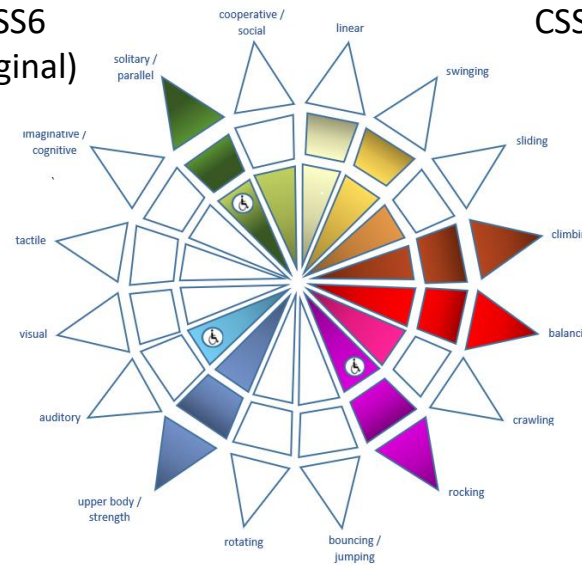 SS6
ginal)
CSS
cooperative /
social
linear
solitary /
parallel
swinging
imaginative /
cognitive
sliding
tactile
climbin
visual
balanci
auditory
crawling
upper body /
strength
rocking
rotating
bouncing /
jumping